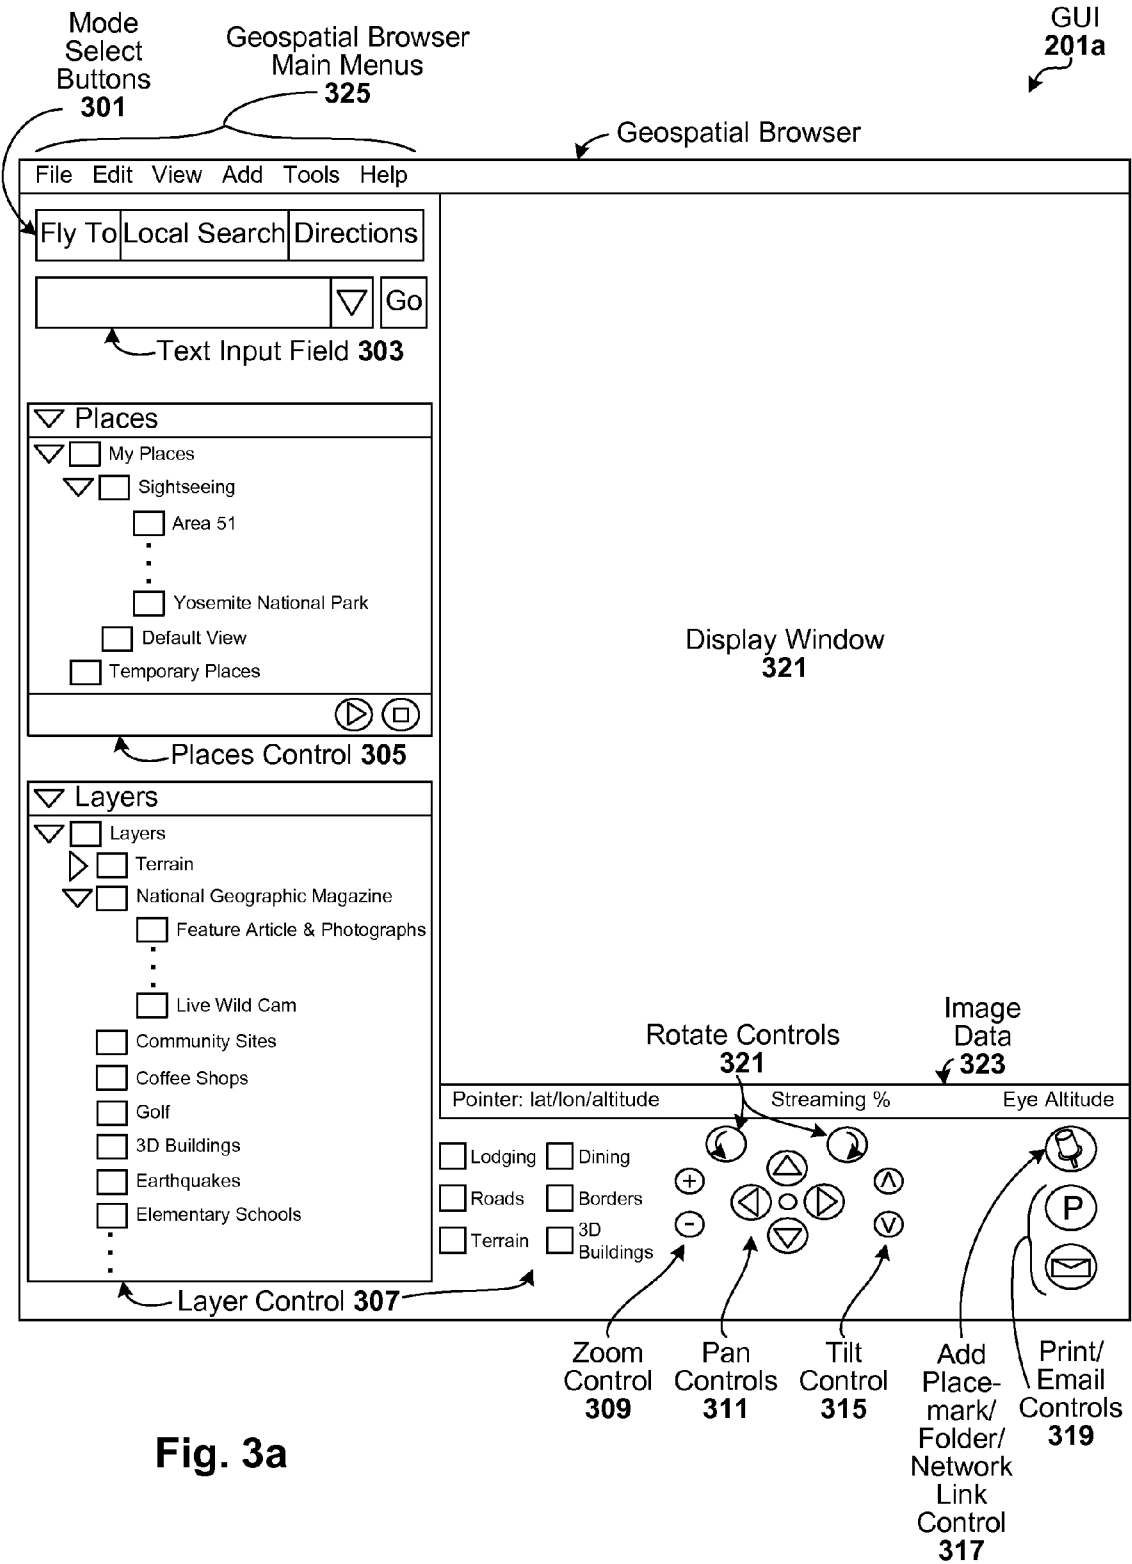 Mode
Select
Buttons
301
Geospatial Browser
Main Menus
325
GUI
201a
Geospatial Browser
File Edit View Add Tools Help
Fly To Local Search Directions
Go
Text Input Field 303
Places
My Places
Sightseeing
Area 51
Yosemite National Park
Default View
Temporary Places
Places Control 305
Display Window
321
Layers
Layers
Terrain
National Geographic Magazine
Feature Article & Photographs
Live Wild Cam
Community Sites
Coffee Shops
Golf
3D Buildings
Earthquakes
Elementary Schools
Layer Control 307
Rotate Controls
321
Image
Data
323
Pointer: lat/lon/altitude Streaming % Eye Altitude
Lodging Dining
Roads Borders
Terrain 3D
Buildings
+
−
P
Zoom
Control
309
Pan
Controls
311
Tilt
Control
315
Add
Place-
mark/
Folder/
Network
Link
Control
317
Print/
Email
Controls
319
Fig. 3a